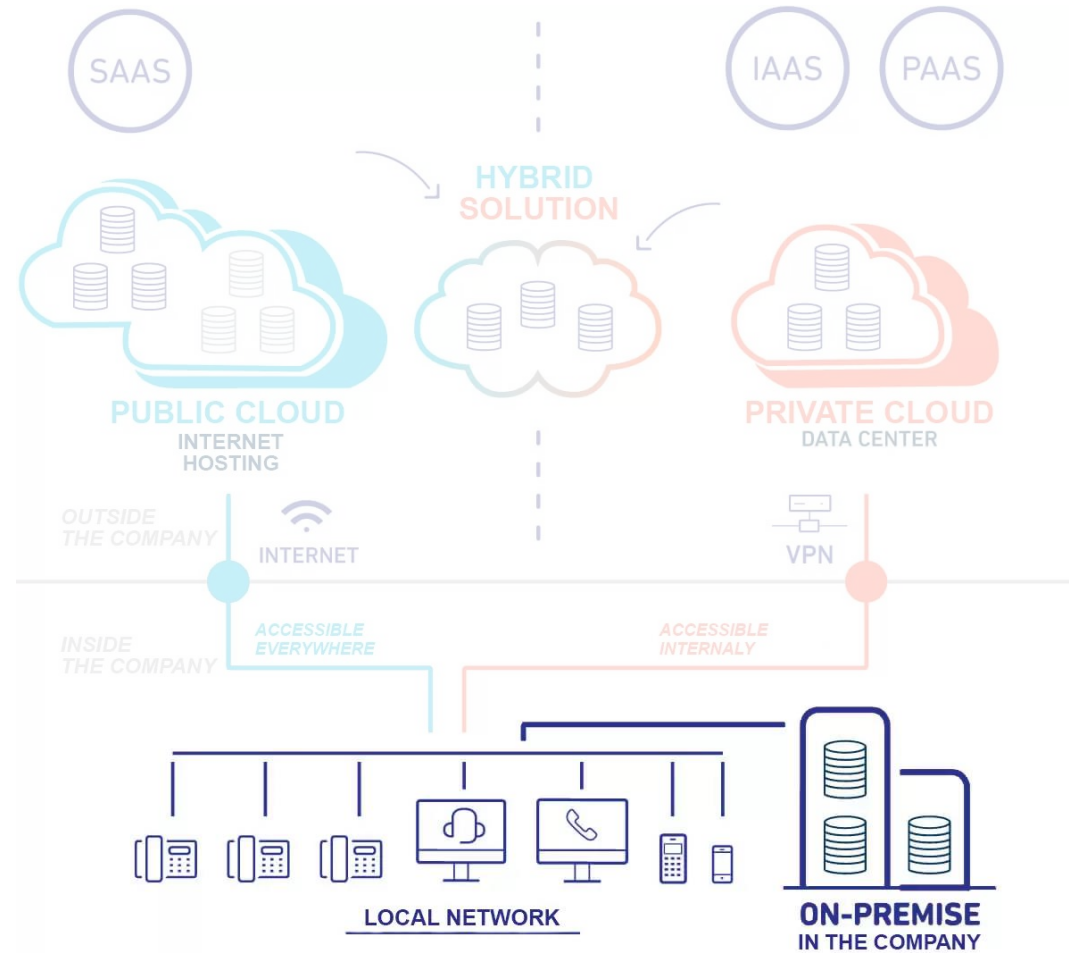 SAAS
IAAS
PAAS
HYBRID
SOLUTION
PUBLIC CLOUD
INTERNET
HOSTING
PRIVATE CLOUD
DATA CENTER
OUTSIDE
THE COMPANY
INTERNET
VPN
INSIDE
THE COMPANY
ACCESSIBLE
EVERYWHERE
ACCESSIBLE
INTERNALY
LOCAL NETWORK
ON-PREMISE
IN THE COMPANY